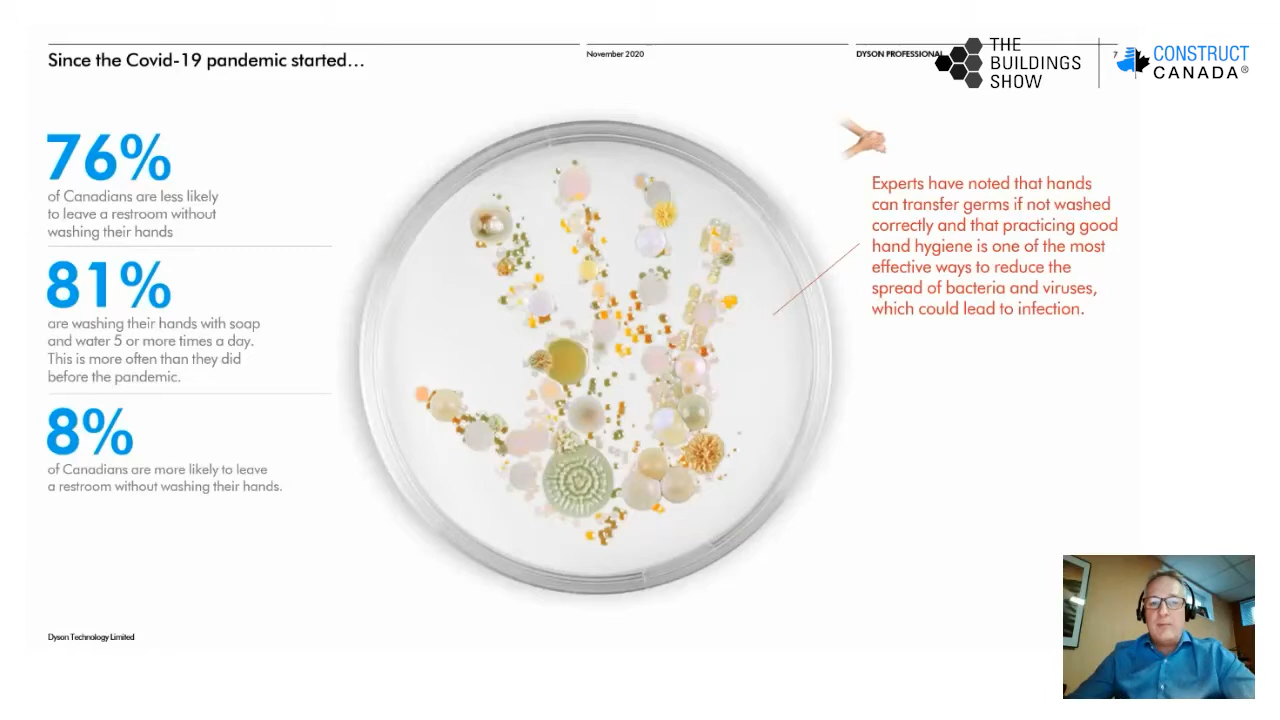 Since the Covid-19 pandemic started…
November 2020
DYSON PROFESSIONAL
7
THE
BUILDINGS
SHOW
CONSTRUCT
CANADA®
76%
of Canadians are less likely
to leave a restroom without
washing their hands
81%
are washing their hands with soap
and water 5 or more times a day.
This is more often than they did
before the pandemic.
8%
of Canadians are more likely to leave
a restroom without washing their hands.
Experts have noted that hands
can transfer germs if not washed
correctly and that practicing good
hand hygiene is one of the most
effective ways to reduce the
spread of bacteria and viruses,
which could lead to infection.
Dyson Technology Limited